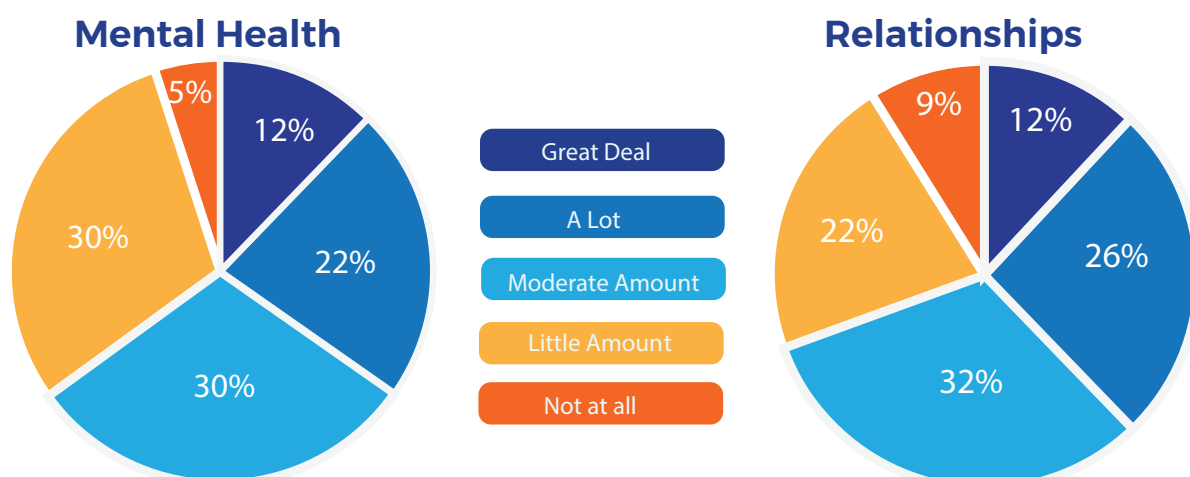 Mental Health
5%
12%
30%
22%
30%
Great Deal
A Lot
Moderate Amount
Little Amount
Not at all
Relationships
9%
12%
22%
26%
32%